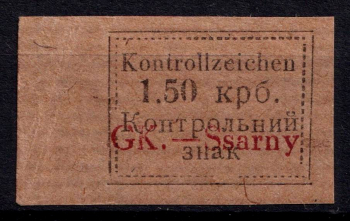 Kontrollzeichen
1.50 крб.
Контрольний
GK. — Ssarny
знак